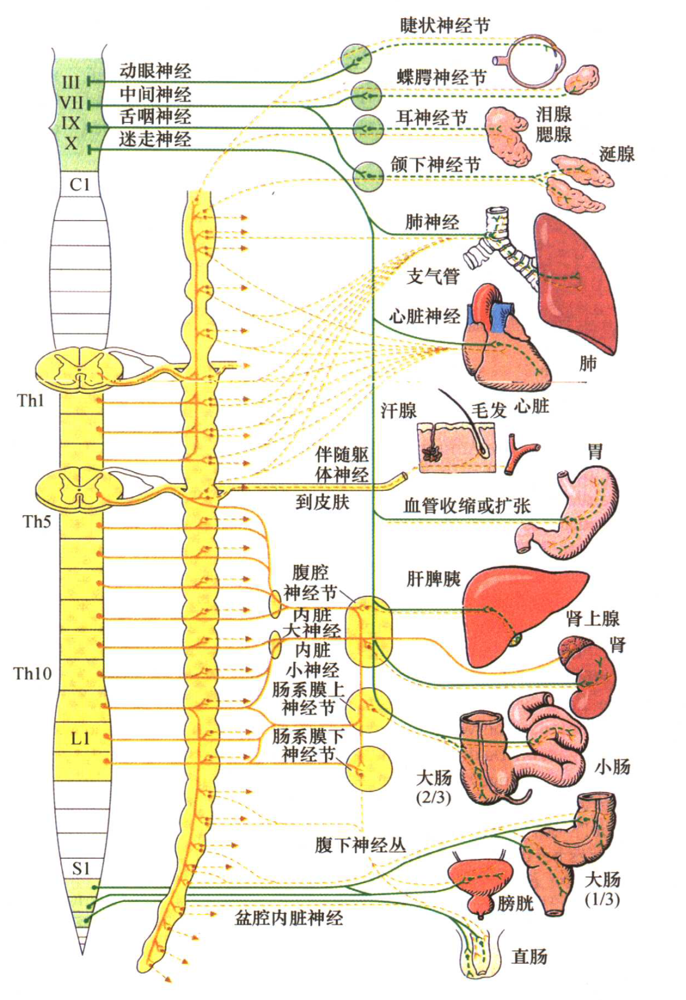 睫状神经节
III
动眼神经
蝶腭神经节
VII
中间神经
IX
舌咽神经
耳神经节
泪腺
腮腺
X
迷走神经
涎腺
颌下神经节
C1
肺神经
支气管
心脏神经
肺
Th1
汗腺
毛发
心脏
伴随躯
体神经
胃
到皮肤
血管收缩或扩张
Th5
腹腔
神经节
肝脾胰
内脏
大神经
肾上腺
内脏
小神经
肾
Th10
肠系膜上
神经节
L1
肠系膜下
神经节
小肠
大肠
(2/3)
腹下神经丛
S1
大肠
(1/3)
膀胱
盆腔内脏神经
直肠